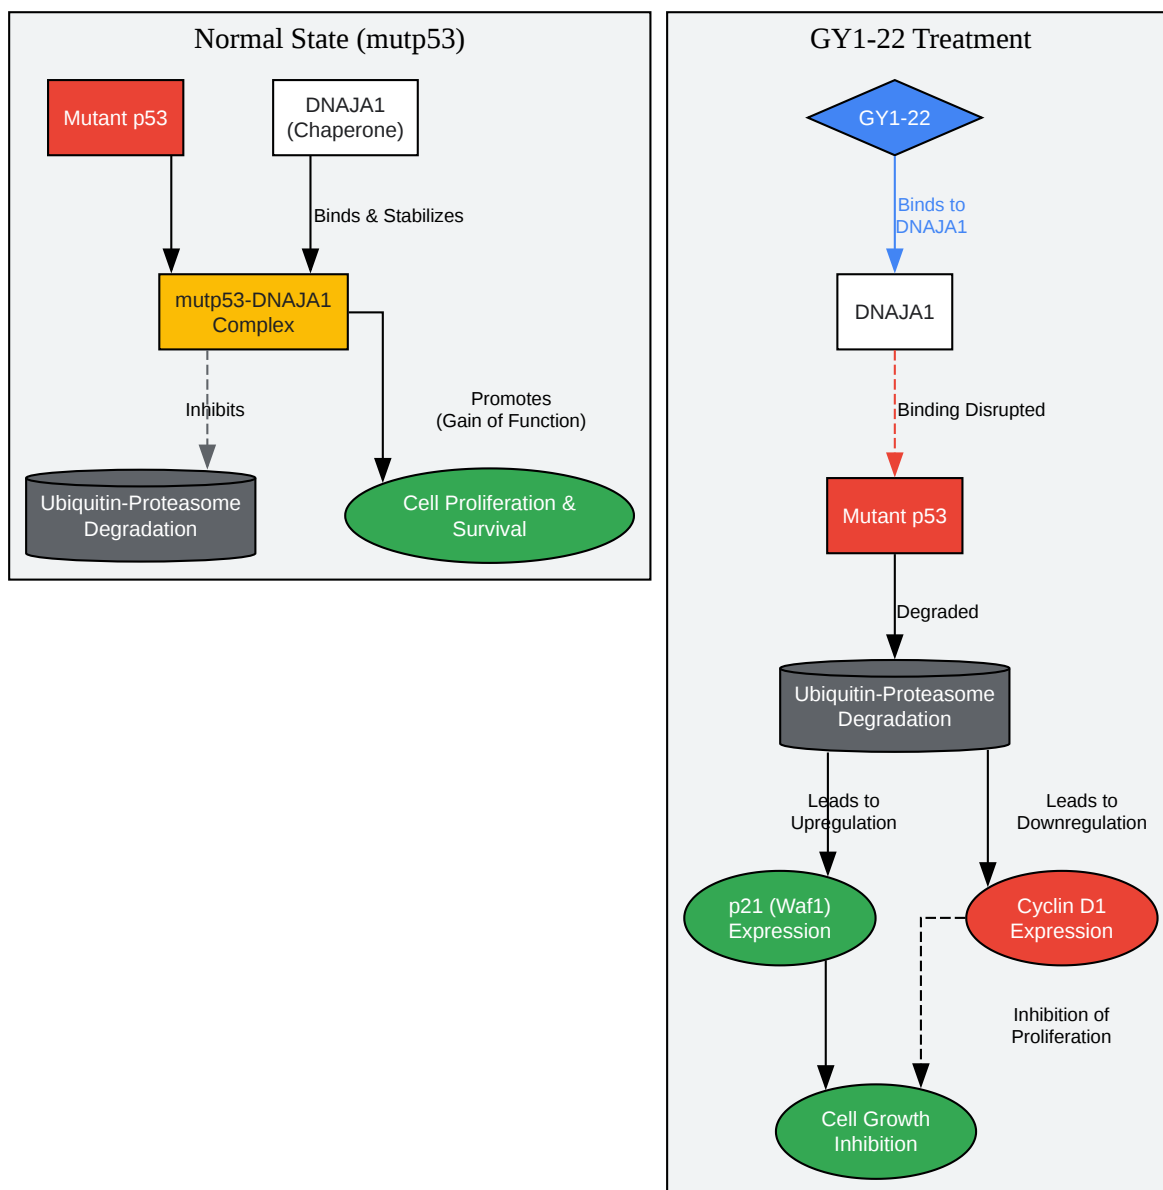 Normal State (mutp53)
Mutant p53
DNAJA1
(Chaperone)
Binds & Stabilizes
mutp53-DNAJA1
Complex
Inhibits
Promotes
(Gain of Function)
Ubiquitin-Proteasome
Degradation
Cell Proliferation &
Survival
GY1-22 Treatment
GY1-22
Binds to
DNAJA1
DNAJA1
Binding Disrupted
Mutant p53
Degraded
Ubiquitin-Proteasome
Degradation
Leads to
Upregulation
Leads to
Downregulation
p21 (Waf1)
Expression
Cyclin D1
Expression
Inhibition of
Proliferation
Cell Growth
Inhibition